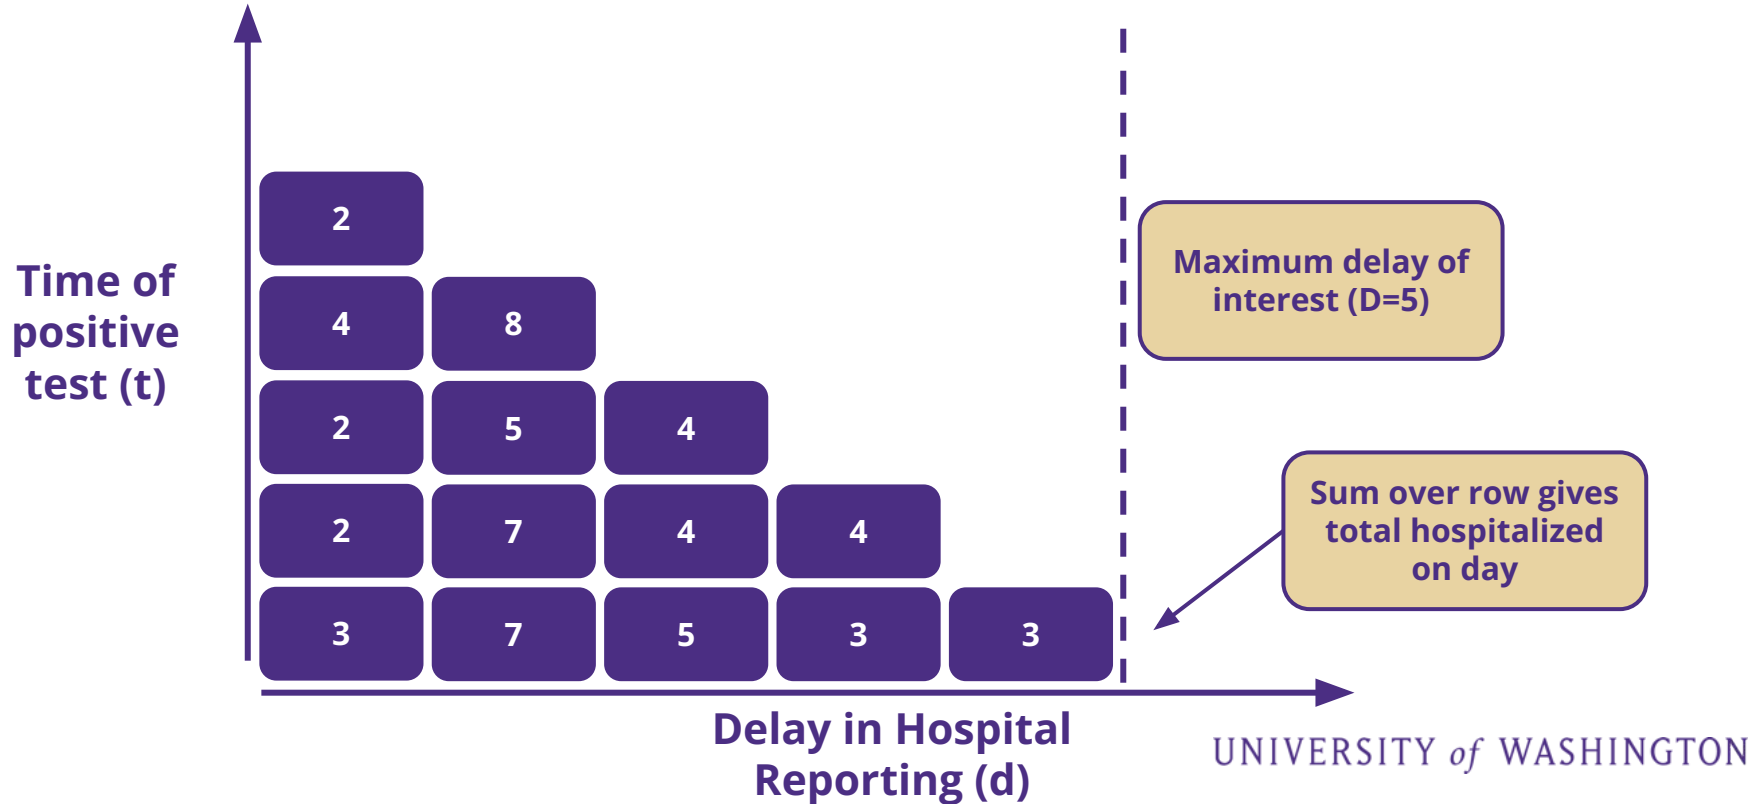 Time of
positive
test (t)
2
4 8
2 5 4
2 7 4 4
3 7 5 3 3
Maximum delay of
interest (D=5)
Sum over row gives
total hospitalized
on day
Delay in Hospital
Reporting (d)
UNIVERSITY of WASHINGTON